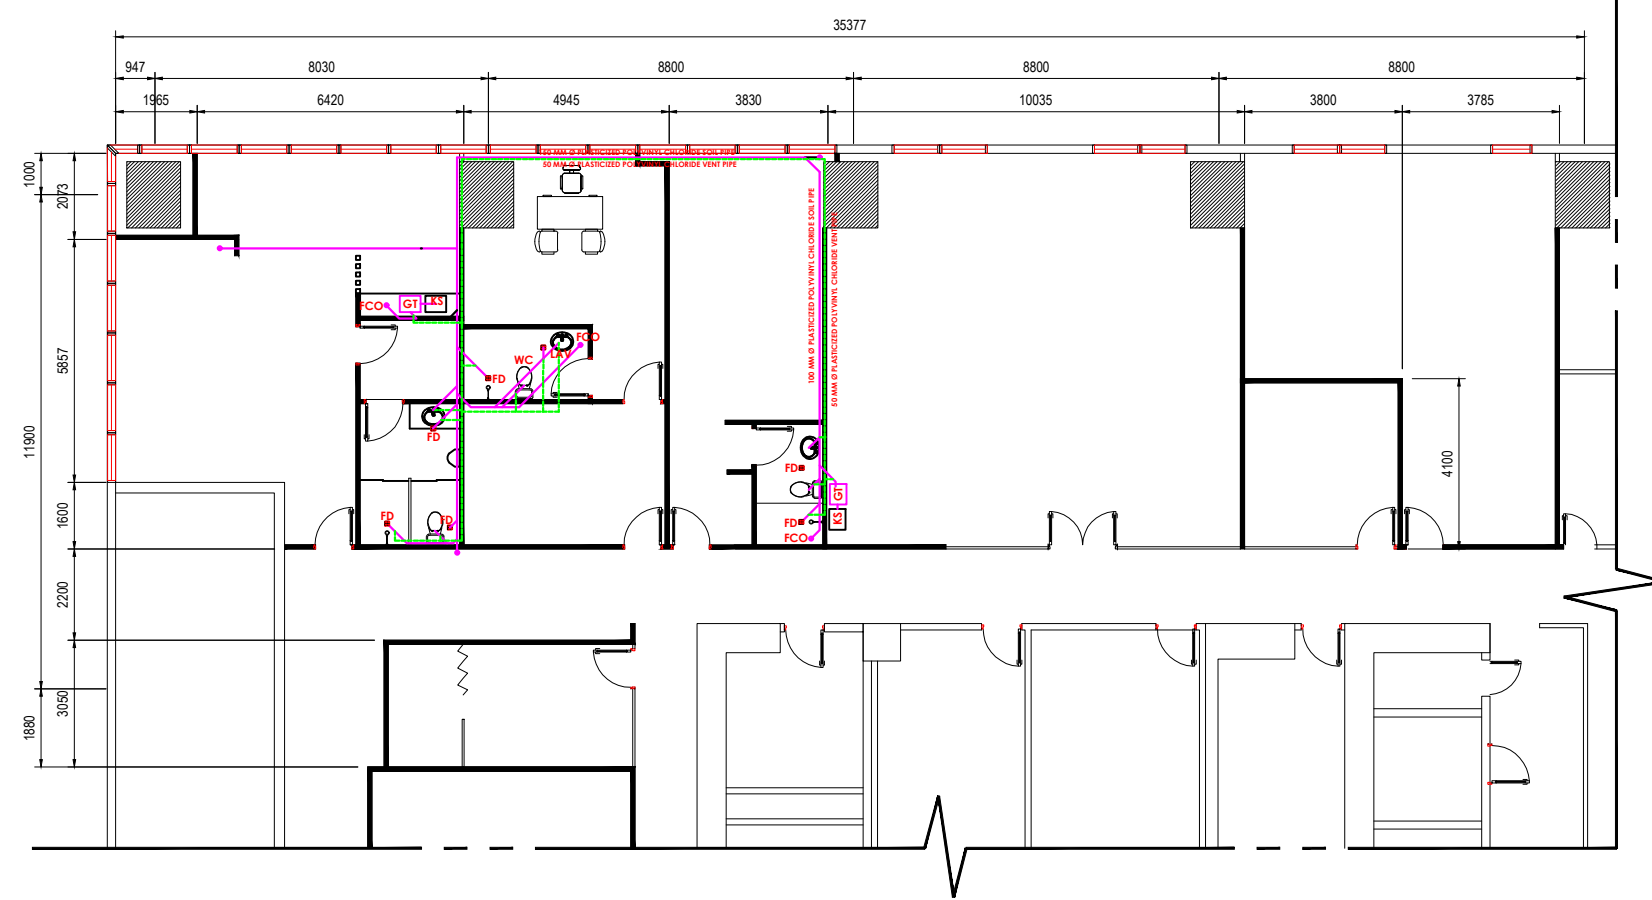 35377
947
8030
8800
8800
8800
1965
6420
4945
3830
10035
3800
3785
50 MM Ø PLASTICIZED POLYVINYL CHLORIDE SOIL PIPE
50 MM Ø PLASTICIZED POLYVINYL CHLORIDE VENT PIPE
1000
2073
100 MM Ø PLASTICIZED POLYVINYL CHLORIDE SOIL PIPE
50 MM Ø PLASTICIZED POLYVINYL CHLORIDE VENT PIPE
FCO
GT
KS
FCO
LAV
WC
FD
5857
11900
FD
4100
FD
GT
FD
FD
FD
KS
FCO
1600
2200
3050
1880